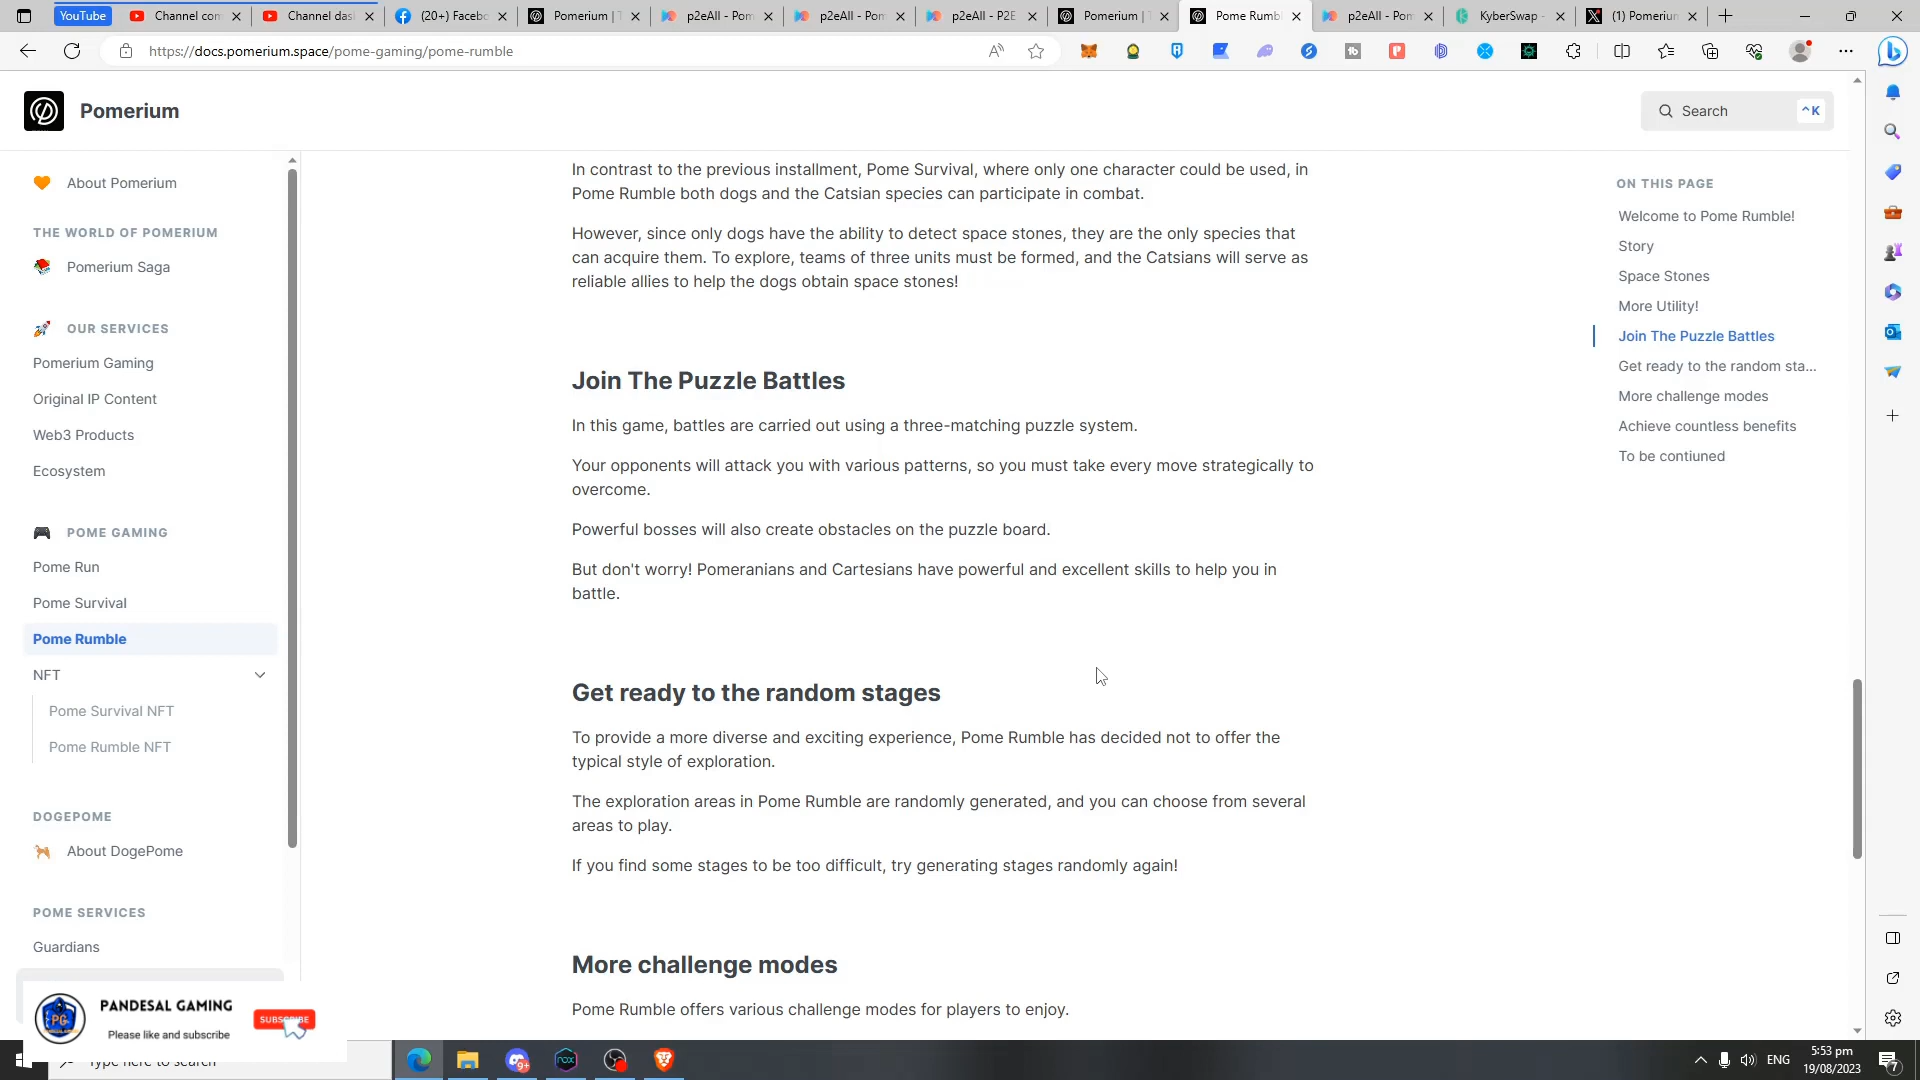 YouTube
Channel con
Channel das
(20+) Facebo
Pomerium | T
p2eAll - Pom
p2eAll - Pom
p2eAll - P2E
Pomerium | T
Pome Rumbl
p2eAll - Pom
KyberSwap -
(1) Pomerium
https://docs.pomerium.space/pome-gaming/pome-rumble
Pomerium
Search
^K
About Pomerium
THE WORLD OF POMERIUM
Pomerium Saga
OUR SERVICES
Pomerium Gaming
Original IP Content
Web3 Products
Ecosystem
POME GAMING
Pome Run
Pome Survival
Pome Rumble
NFT
Pome Survival NFT
Pome Rumble NFT
DOGEPOME
About DogePome
POME SERVICES
Guardians
In contrast to the previous installment, Pome Survival, where only one character could be used, in
Pome Rumble both dogs and the Catsian species can participate in combat.
However, since only dogs have the ability to detect space stones, they are the only species that
can acquire them. To explore, teams of three units must be formed, and the Catsians will serve as
reliable allies to help the dogs obtain space stones!
Join The Puzzle Battles
In this game, battles are carried out using a three-matching puzzle system.
Your opponents will attack you with various patterns, so you must take every move strategically to
overcome.
Powerful bosses will also create obstacles on the puzzle board.
But don't worry! Pomeranians and Cartesians have powerful and excellent skills to help you in
battle.
Get ready to the random stages
To provide a more diverse and exciting experience, Pome Rumble has decided not to offer the
typical style of exploration.
The exploration areas in Pome Rumble are randomly generated, and you can choose from several
areas to play.
If you find some stages to be too difficult, try generating stages randomly again!
More challenge modes
Pome Rumble offers various challenge modes for players to enjoy.
ON THIS PAGE
Welcome to Pome Rumble!
Story
Space Stones
More Utility!
Join The Puzzle Battles
Get ready to the random sta...
More challenge modes
Achieve countless benefits
To be contiuned
PG
PANDESAL GAMING
Please like and subscribe
SUBSCRIBE
Type here to search
9+
nox
ENG
5:53 pm
19/08/2023
7